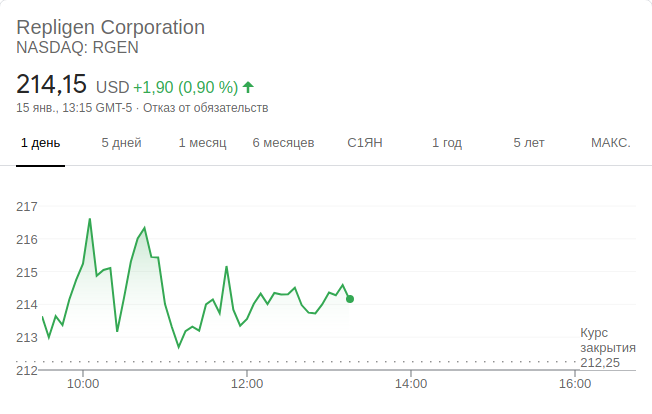 Repligen Corporation
NASDAQ: RGEN
214,15 USD +1,90 (0,90 %)
15 янв., 13:15 GMT-5 · Отказ от обязательств
1 день 5 дней 1 месяц 6 месяцев С1ЯН 1 год 5 лет МАКС.
217
216
215
214
213
212
Курс
закрытия
212,25
10:00 12:00 14:00 16:00